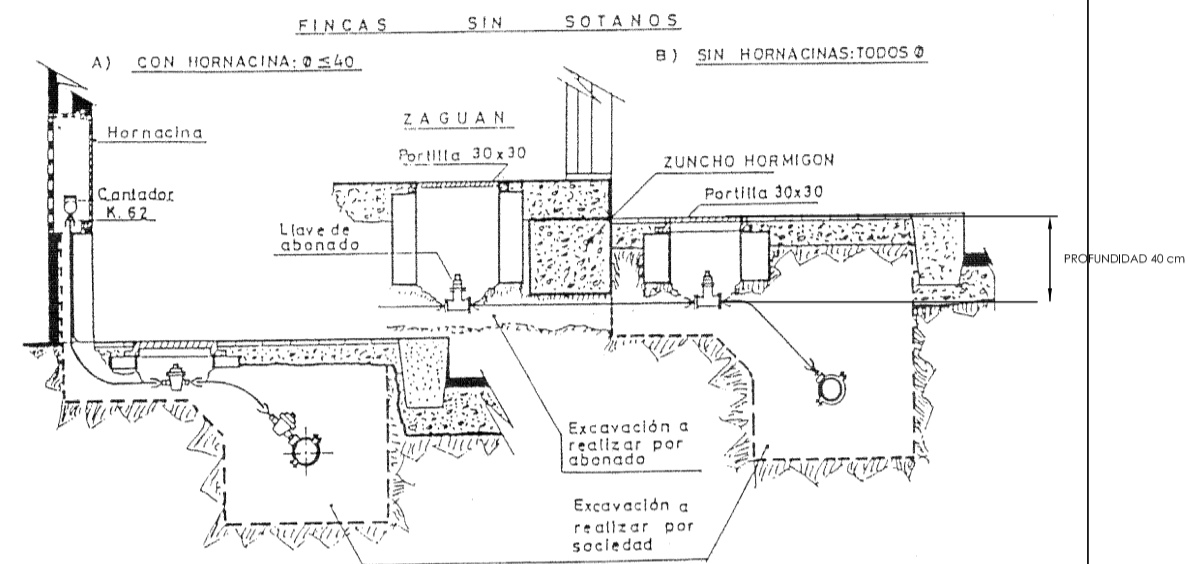 FINCAS SIN SOTANOS
A) CON HORNACINA: Ø ≤40
B) SIN HORNACINAS: TODOS Ø
Hornacina
Contador
K. 62
ZAGUAN
Portilla 30x30
Llave de
abonado
ZUNCHO HORMIGON
Portilla 30x30
PROFUNDIDAD 40 cm
Excavación a
realizar por
abonado
Excavación a
realizar por
sociedad